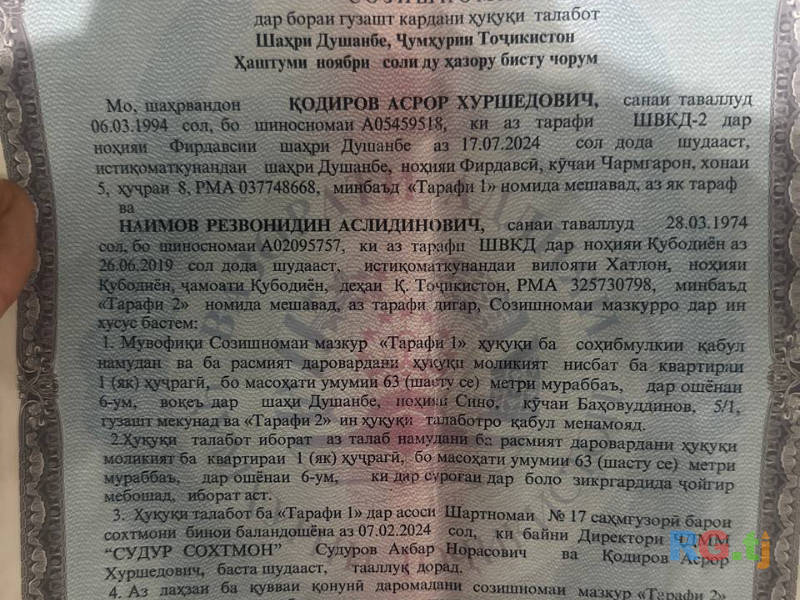 СОЗИШНОМА
дар бораи гузашт кардани ҳуқуқи талабот
Шаҳри Душанбе, Ҷумҳурии Тоҷикистон
Ҳаштуми ноябри соли ду ҳазору бисту чорум
Мо, шаҳрвандон ҚОДИРОВ АСРОР ХУРШЕДОВИЧ, санаи таваллуд
06.03.1994 сол, бо шиносномаи А05459518, ки аз тарафи ШВКД-2 дар
ноҳияи Фирдавсии шаҳри Душанбе аз 17.07.2024 сол дода шудааст,
истиқоматкунандаи шаҳри Душанбе, ноҳияи Фирдавсӣ, кӯчаи Чармгарон, хонаи
5, ҳуҷраи 8, РМА 037748668, минбаъд «Тарафи 1» номида мешавад, аз як тараф
ва
НАИМОВ РЕЗВОНИДИН АСЛИДИНОВИЧ, санаи таваллуд 28.03.1974
сол, бо шиносномаи А02095757, ки аз тарафи ШВКД дар ноҳияи Қубодиён аз
26.06.2019 сол дода шудааст, истиқоматкунандаи вилояти Хатлон, ноҳияи
Қубодиён, ҷамоати Қубодиён, деҳаи Қ. Тоҷикистон, РМА 325730798, минбаъд
«Тарафи 2» номида мешавад, аз тарафи дигар, Созишномаи мазкурро дар ин
хусус бастем:
1. Мувофиқи Созишномаи мазкур «Тарафи 1» ҳуқуқи ба соҳибмулкии қабул
намудан ва ба расмият даровардани ҳуқуқи моликият нисбат ба квартираи
1 (як) ҳуҷрагӣ, бо масоҳати умумии 63 (шасту се) метри мураббаъ, дар ошёнаи
6-ум, воқеъ дар шаҳи Душанбе, ноҳияи Сино, кӯчаи Баҳовуддинов, 5/1,
гузашт мекунад ва «Тарафи 2» ин ҳуқуқи талаботро қабул менамояд.
2.Ҳуқуқи талабот иборат аз талаб намудани ба расмият даровардани ҳуқуқи
моликият ба квартираи 1 (як) ҳуҷрагӣ, бо масоҳати умумии 63 (шасту се) метри
мураббаъ, дар ошёнаи 6-ум, ки дар суроғаи дар боло зикргардида ҷойгир
мебошад, иборат аст.
3. Ҳуқуқи талабот ба «Тарафи 1» дар асоси Шартномаи № 17 саҳмгузорӣ барои
сохтмони бинои баландошёна аз 07.02.2024 сол, ки байни Директори ҶДММ
“СУДУР СОХТМОН” Судуров Акбар Норасович ва Қодиров Асрор
Хуршедович, баста шудааст, тааллуқ дорад.
4. Аз лаҳзаи ба қувваи қонунӣ даромадани созишномаи мазкур «Тарафи 2»
RG.tj